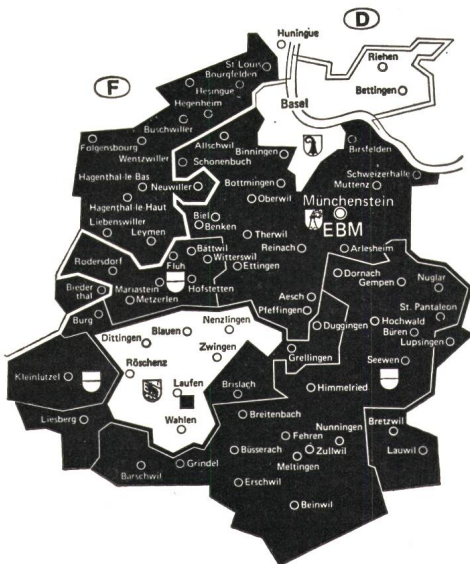 D
Huningue
F
St. Louis
Bourgfelden
Riehen
Hésingue
Bettingen
Hegenheim
Basel
Buschwiller
Folgensbourg
Allschwil
Birsfelden
Wentzwiller
Binningen
Schonenbuch
Schweizerhalle
Hagenthal-le Bas
Neuwiller
Bottmingen
Muttenz
Oberwil
Münchenstein
Hagenthal-le Haut
Biel
EBM
Liebenswiller
Benken
Therwil
Leymen
Reinach
Arlesheim
Bättwil
Fluh
Witterswil
Rodersdorf
Ettingen
Dornach
Gempen
Nuglar
Bieder
thal
Mariastein
Hofstetten
Metzerlen
Aesch
St. Pantaleon
Burg
Pfeffingen
Hochwald
Nenzlingen
Duggingen
Büren
Blauen
Lupsingen
Dittingen
Zwingen
Grellingen
Seewen
Röschenz
Kleinlützel
Laufen
Brislach
Himmelried
Liesberg
Breitenbach
Wahlen
Bretzwil
Nunningen
Fehren
Büsserach
Zullwil
Lauwil
Meltingen
Grindel
Barschwil
Erschwil
Beinwil